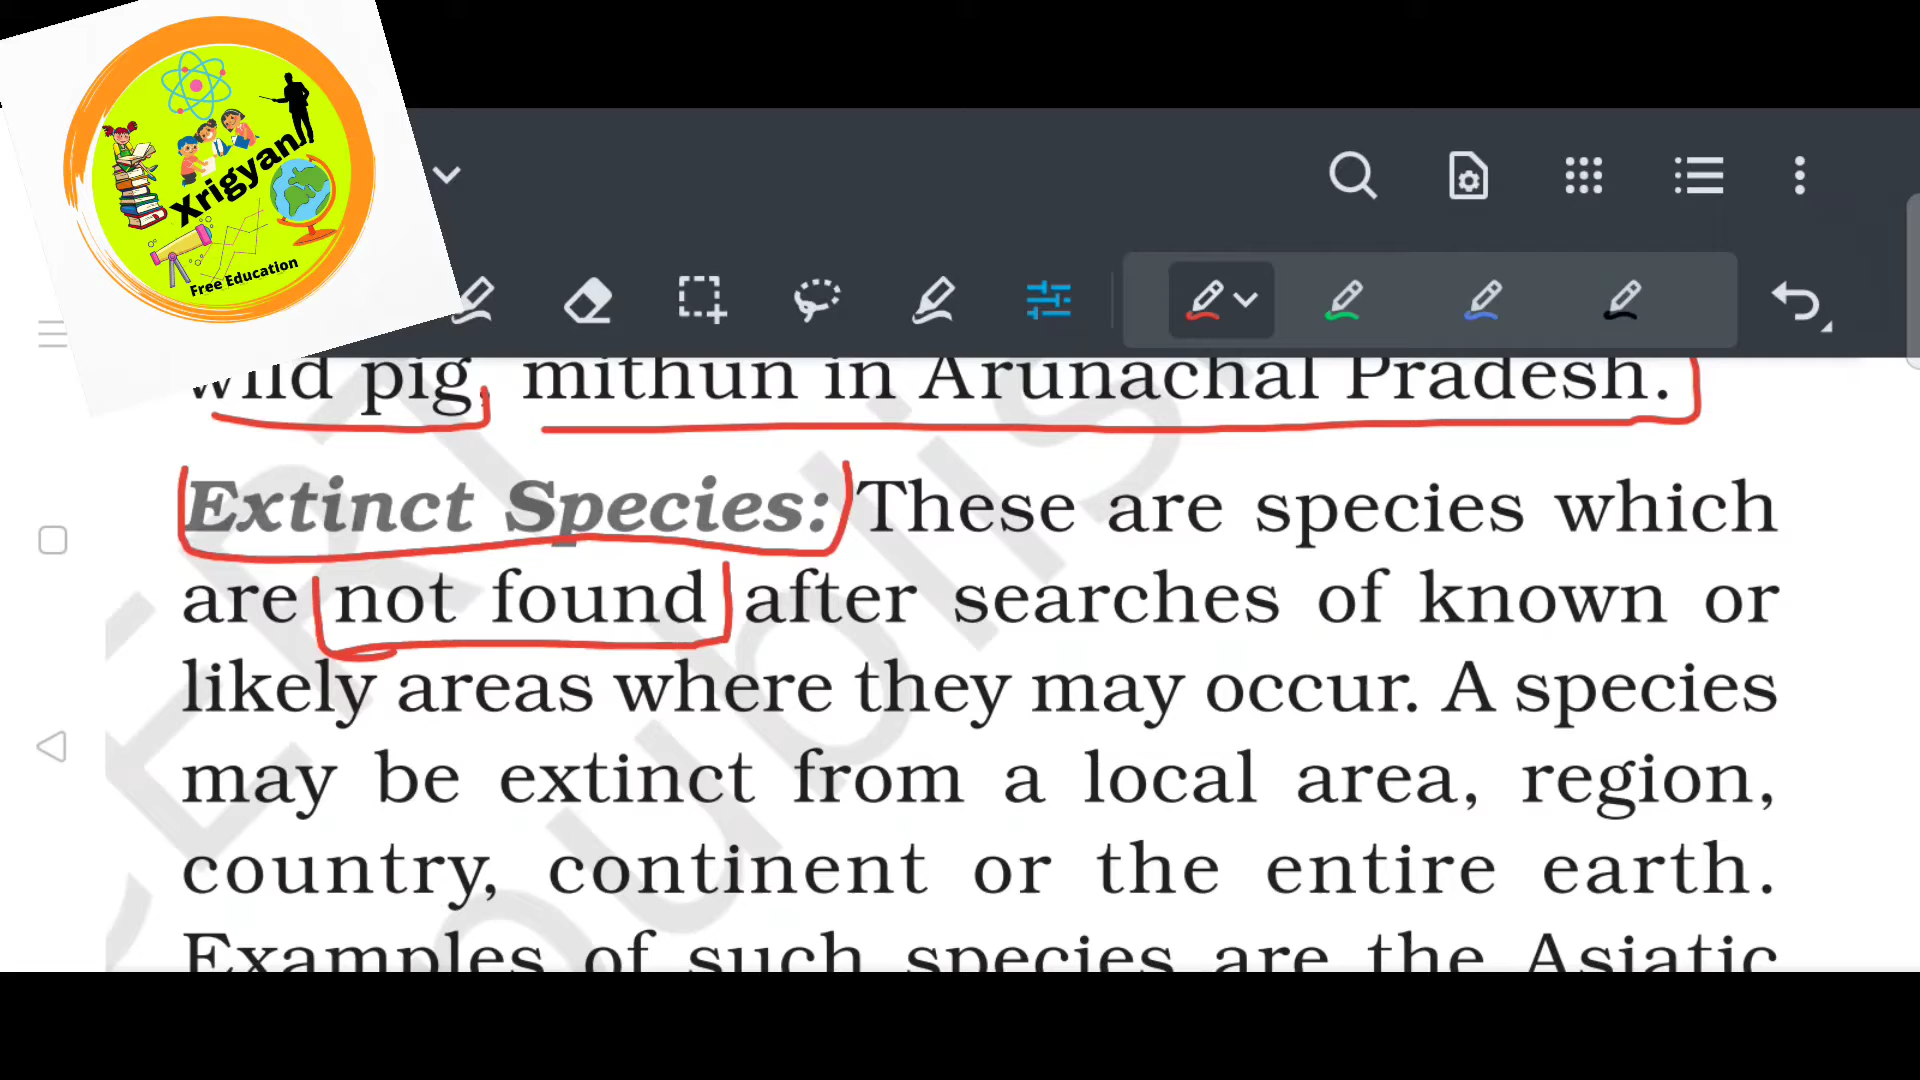 Xrigyan
Free Education
wild pig, mithun in Arunachal Pradesh.
Extinct Species: These are species which
are not found after searches of known or
likely areas where they may occur. A species
may be extinct from a local area, region,
country, continent or the entire earth.
Examples of such species are the Asiatic